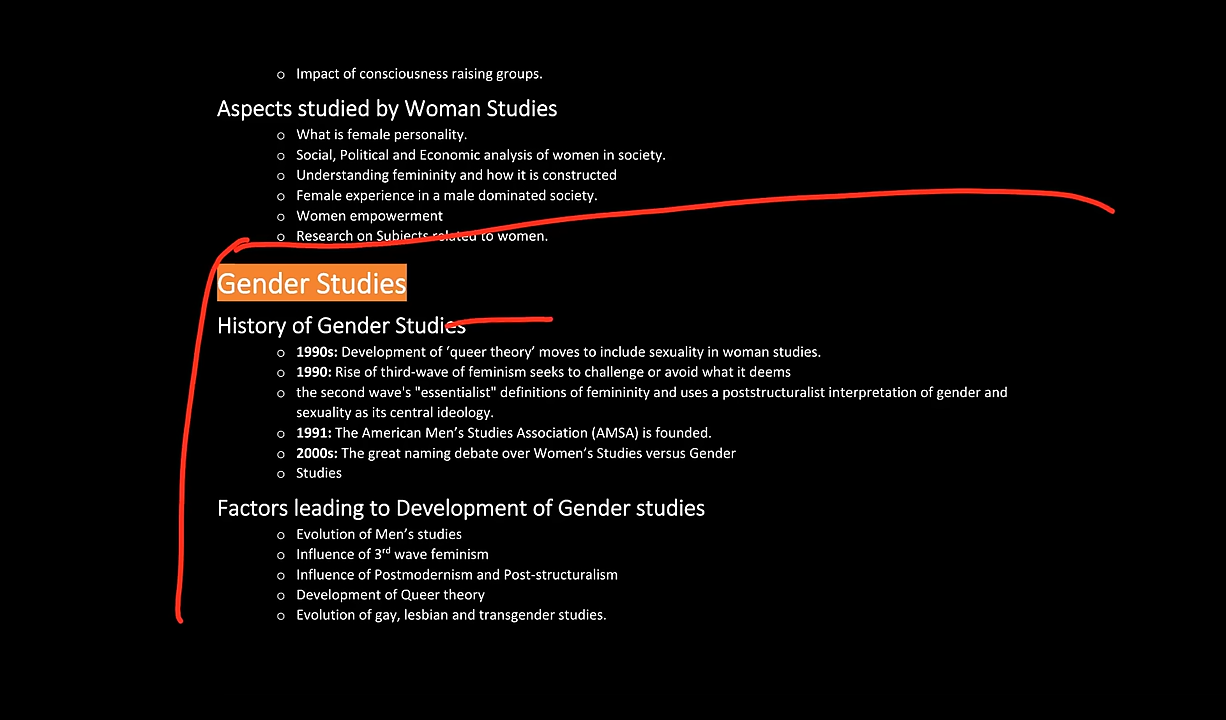 o Impact of consciousness raising groups.
Aspects studied by Woman Studies
o What is female personality.
o Social, Political and Economic analysis of women in society.
o Understanding femininity and how it is constructed
o Female experience in a male dominated society.
o Women empowerment
o Research on Subjects related to women.
Gender Studies
History of Gender Studies
o 1990s: Development of ‘queer theory’ moves to include sexuality in woman studies.
o 1990: Rise of third-wave of feminism seeks to challenge or avoid what it deems
o the second wave's "essentialist" definitions of femininity and uses a poststructuralist interpretation of gender and
sexuality as its central ideology.
o 1991: The American Men’s Studies Association (AMSA) is founded.
o 2000s: The great naming debate over Women’s Studies versus Gender
o Studies
Factors leading to Development of Gender studies
o Evolution of Men’s studies
o Influence of 3rd wave feminism
o Influence of Postmodernism and Post-structuralism
o Development of Queer theory
o Evolution of gay, lesbian and transgender studies.